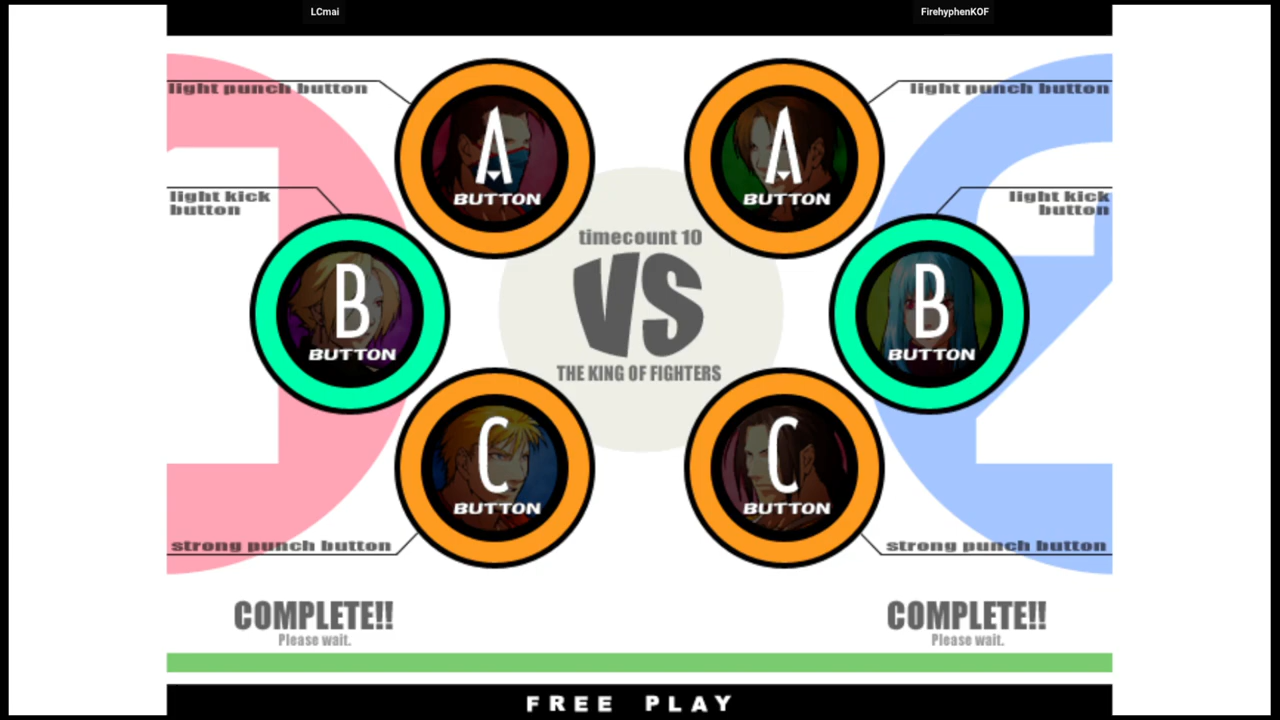 LCmai
FirehyphenKOF
light punch button
A
BUTTON
A
BUTTON
light punch button
light kick
button
B
BUTTON
timecount 10
VS
THE KING OF FIGHTERS
B
BUTTON
light kick
button
1
2
C
BUTTON
C
BUTTON
strong punch button
strong punch button
COMPLETE!!
Please wait.
COMPLETE!!
Please wait.
FREE PLAY